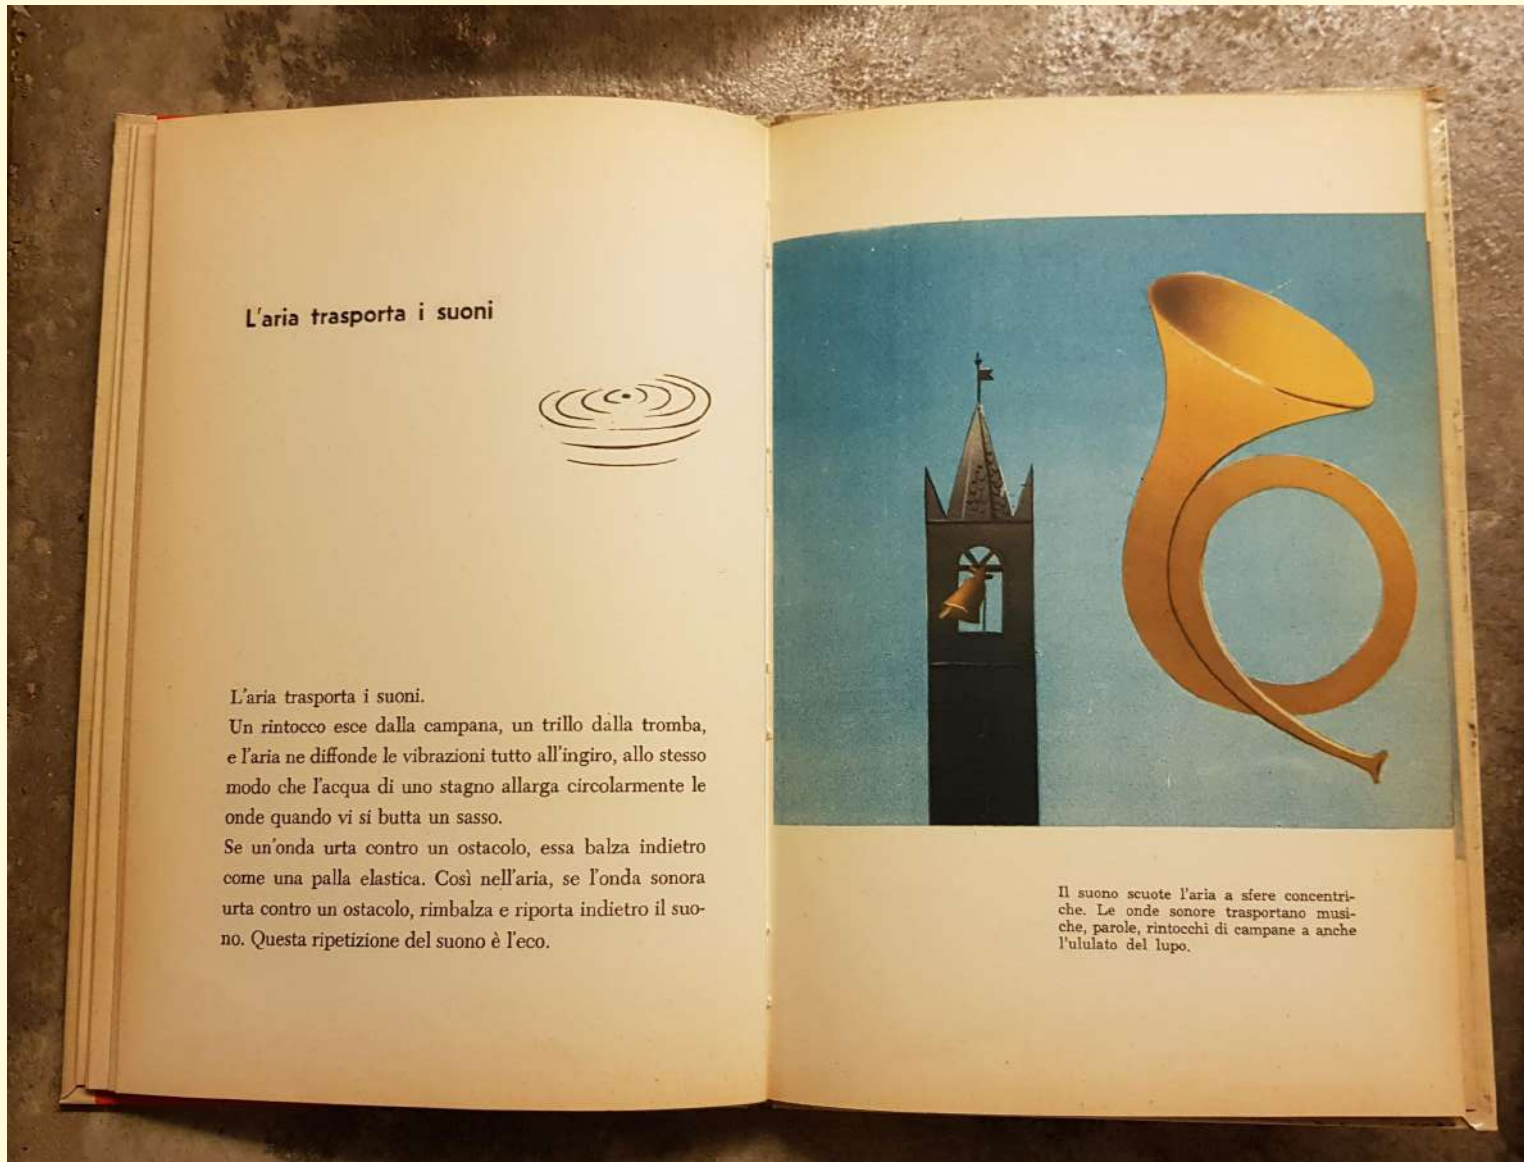 L'aria trasporta i suoni
L'aria trasporta i suoni.
Un rintocco esce dalla campana, un trillo dalla tromba,
e l'aria ne diffonde le vibrazioni tutto all'ingiro, allo stesso
modo che l'acqua di uno stagno allarga circolarmente le
onde quando vi si butta un sasso.
Se un'onda urta contro un ostacolo, essa balza indietro
come una palla elastica. Così nell'aria, se l'onda sonora
urta contro un ostacolo, rimbalza e riporta indietro il suo-
no. Questa ripetizione del suono è l'eco.
Il suono scuote l'aria a sfere concentri-
che. Le onde sonore trasportano musi-
che, parole, rintocchi di campane a anche
l'ululato del lupo.